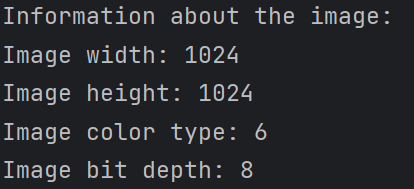 Information about the image:
Image width: 1024
Image height: 1024
Image color type: 6
Image bit depth: 8